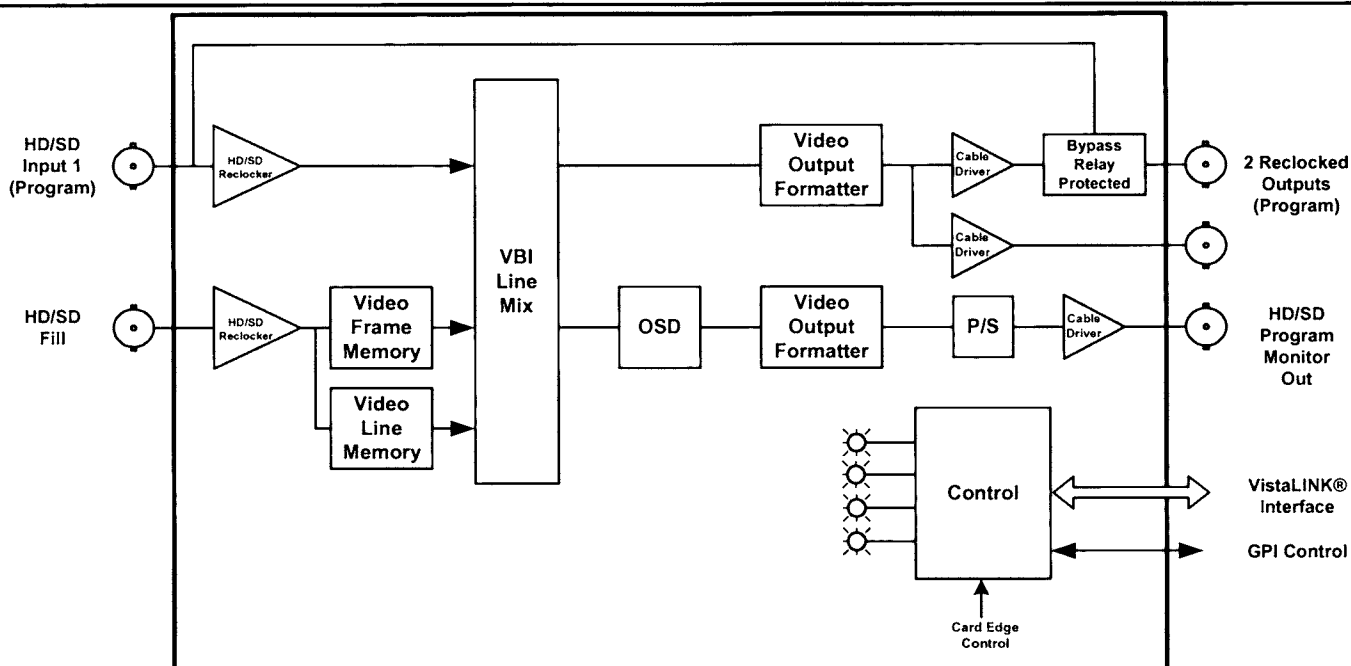 HD/SD
Input 1
(Program)
HD/SD
Reclocker
VBI
Line
Mix
Video
Output
Formatter
Cable
Driver
Bypass
Relay
Protected
2 Reclocked
Outputs
(Program)
Cable
Driver
HD/SD
Fill
HD/SD
Reclocker
Video
Frame
Memory
Video
Line
Memory
OSD
Video
Output
Formatter
P/S
Cable
Driver
HD/SD
Program
Monitor
Out
Control
VistaLINK®
Interface
GPI Control
Card Edge
Control